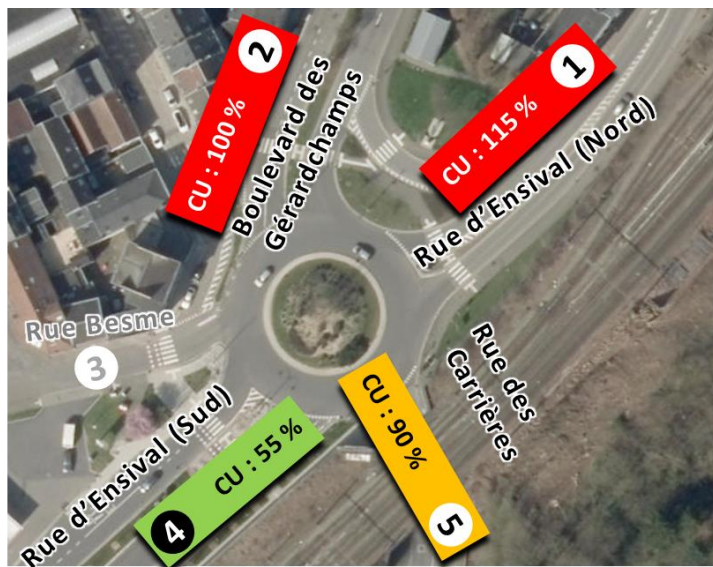 2
CU : 100 %
Boulevard des
Gérardchamps
1
CU : 115 %
Rue d'Ensival (Nord)
Rue Besme
3
Rue d'Ensival (Sud)
4
CU : 55 %
CU : 90 %
5
Rue des
Carrières